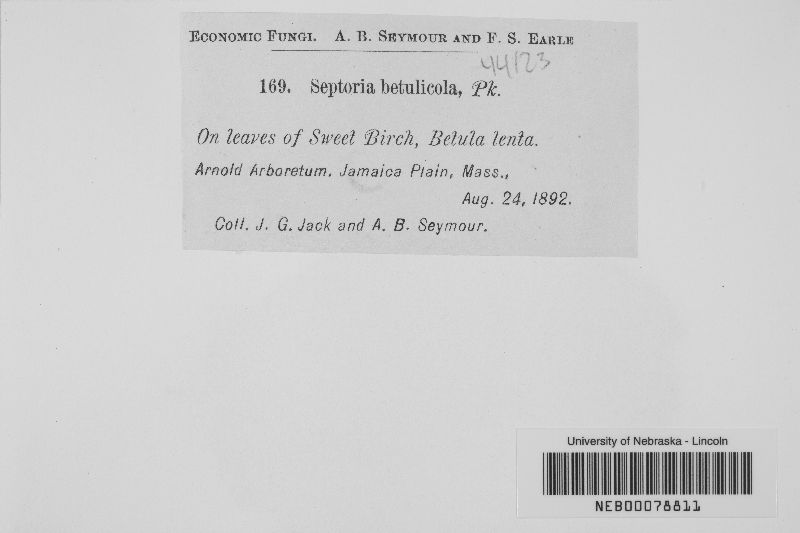 ECONOMIC FUNGI. A. B. SEYMOUR AND F. S. EARLE
44123
169. Septoria betulicola, Pk.
On leaves of Sweet Birch, Betula lenta.
Arnold Arboretum, Jamaica Plain, Mass.,
Aug. 24, 1892.
Coll. J. G. Jack and A. B. Seymour.
University of Nebraska - Lincoln
NEB00078811